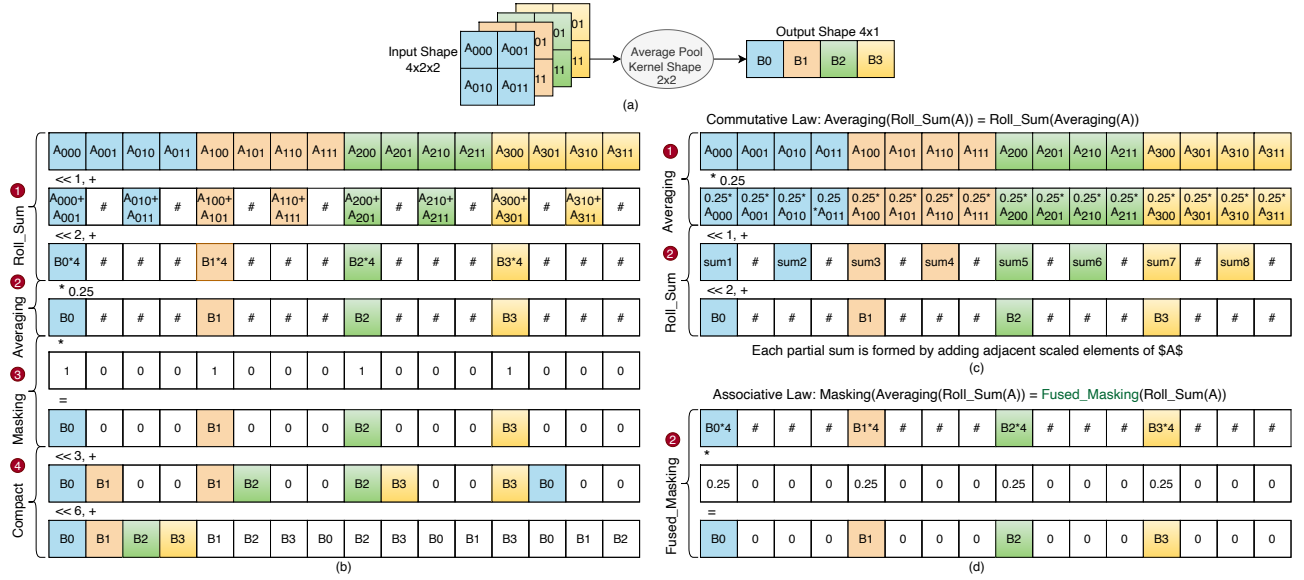 Input Shape
4x2x2
A000 A001 01 01 01
A010 A011 11 11 11
Average Pool
Kernel Shape
2x2
Output Shape 4x1
B0 B1 B2 B3
(a)
Roll_Sum 1
A000 A001 A010 A011 A100 A101 A110 A111 A200 A201 A210 A211 A300 A301 A310 A311
<< 1, +
A000+A001 # A010+A011 # A100+A101 # A110+A111 # A200+A201 # A210+A211 # A300+A301 # A310+A311 #
<< 2, +
B0*4 # # # B1*4 # # # B2*4 # # # B3*4 # # #
Averaging 2
* 0.25
B0 # # # B1 # # # B2 # # # B3 # # #
Masking 3
*
1 0 0 0 1 0 0 0 1 0 0 0 1 0 0 0
=
B0 0 0 0 B1 0 0 0 B2 0 0 0 B3 0 0 0
Compact 4
<< 3, +
B0 B1 0 0 B1 B2 0 0 B2 B3 0 0 B3 B0 0 0
<< 6, +
B0 B1 B2 B3 B1 B2 B3 B0 B2 B3 B0 B1 B3 B0 B1 B2
(b)
Commutative Law: Averaging(Roll_Sum(A)) = Roll_Sum(Averaging(A))
Averaging 1
A000 A001 A010 A011 A100 A101 A110 A111 A200 A201 A210 A211 A300 A301 A310 A311
* 0.25
0.25*A000 0.25*A001 0.25*A010 0.25*A011 0.25*A100 0.25*A101 0.25*A110 0.25*A111 0.25*A200 0.25*A201 0.25*A210 0.25*A211 0.25*A300 0.25*A301 0.25*A310 0.25*A311
Roll_Sum 2
<< 1, +
sum1 # sum2 # sum3 # sum4 # sum5 # sum6 # sum7 # sum8 #
<< 2, +
B0 # # # B1 # # # B2 # # # B3 # # #
Each partial sum is formed by adding adjacent scaled elements of $A$
(c)
Associative Law: Masking(Averaging(Roll_Sum(A)) = Fused_Masking(Roll_Sum(A))
Fused_Masking 2
B0*4 # # # B1*4 # # # B2*4 # # # B3*4 # # #
*
0.25 0 0 0 0.25 0 0 0 0.25 0 0 0 0.25 0 0 0
=
B0 0 0 0 B1 0 0 0 B2 0 0 0 B3 0 0 0
(d)